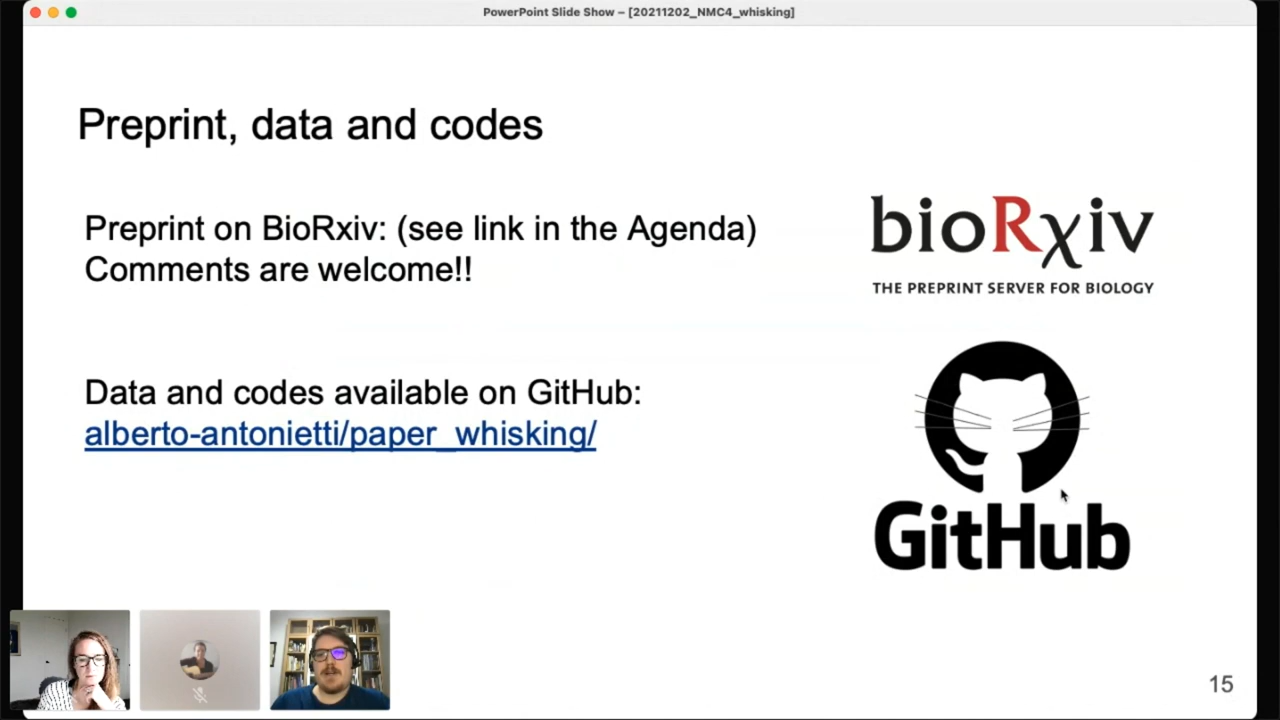 PowerPoint Slide Show – [20211202_NMC4_whisking]
Preprint, data and codes
Preprint on BioRxiv: (see link in the Agenda)
Comments are welcome!!
bioRχiv
THE PREPRINT SERVER FOR BIOLOGY
Data and codes available on GitHub:
alberto-antonietti/paper_whisking/
GitHub
15